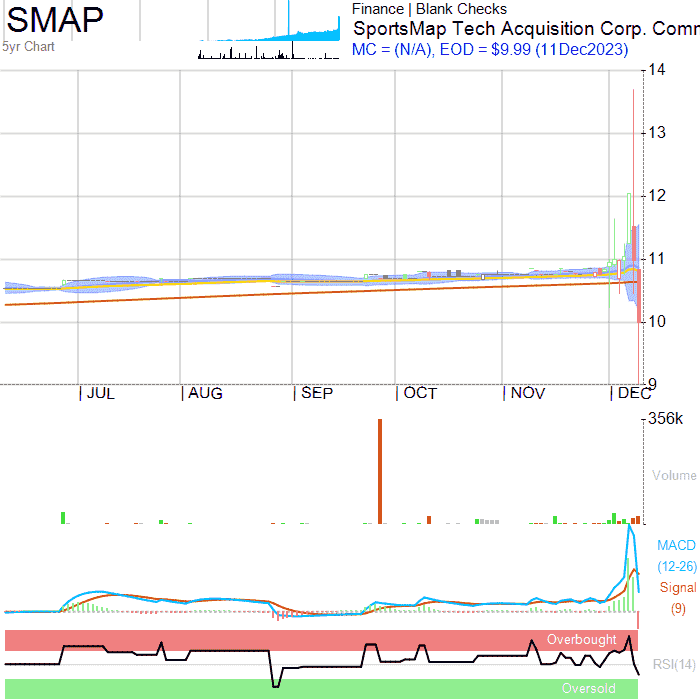 SMAP
5yr Chart
Finance | Blank Checks
SportsMap Tech Acquisition Corp. Comm
MC = (N/A), EOD = $9.99 (11Dec2023)
14
13
12
11
10
9
JUL AUG SEP OCT NOV DEC
356k
Volume
MACD
(12-26)
Signal
(9)
Overbought
RSI(14)
Oversold